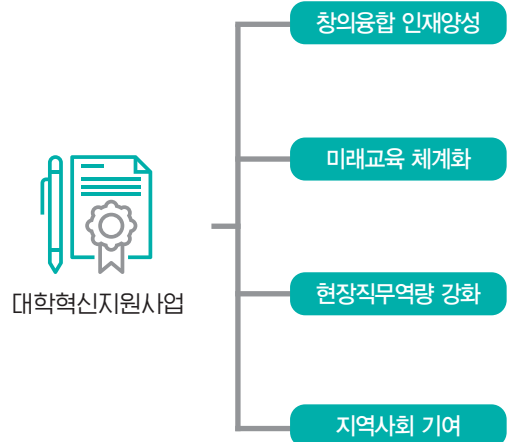 창의융합 인재양성
미래교육 체계화
대학혁신지원사업
현장직무역량 강화
지역사회 기여